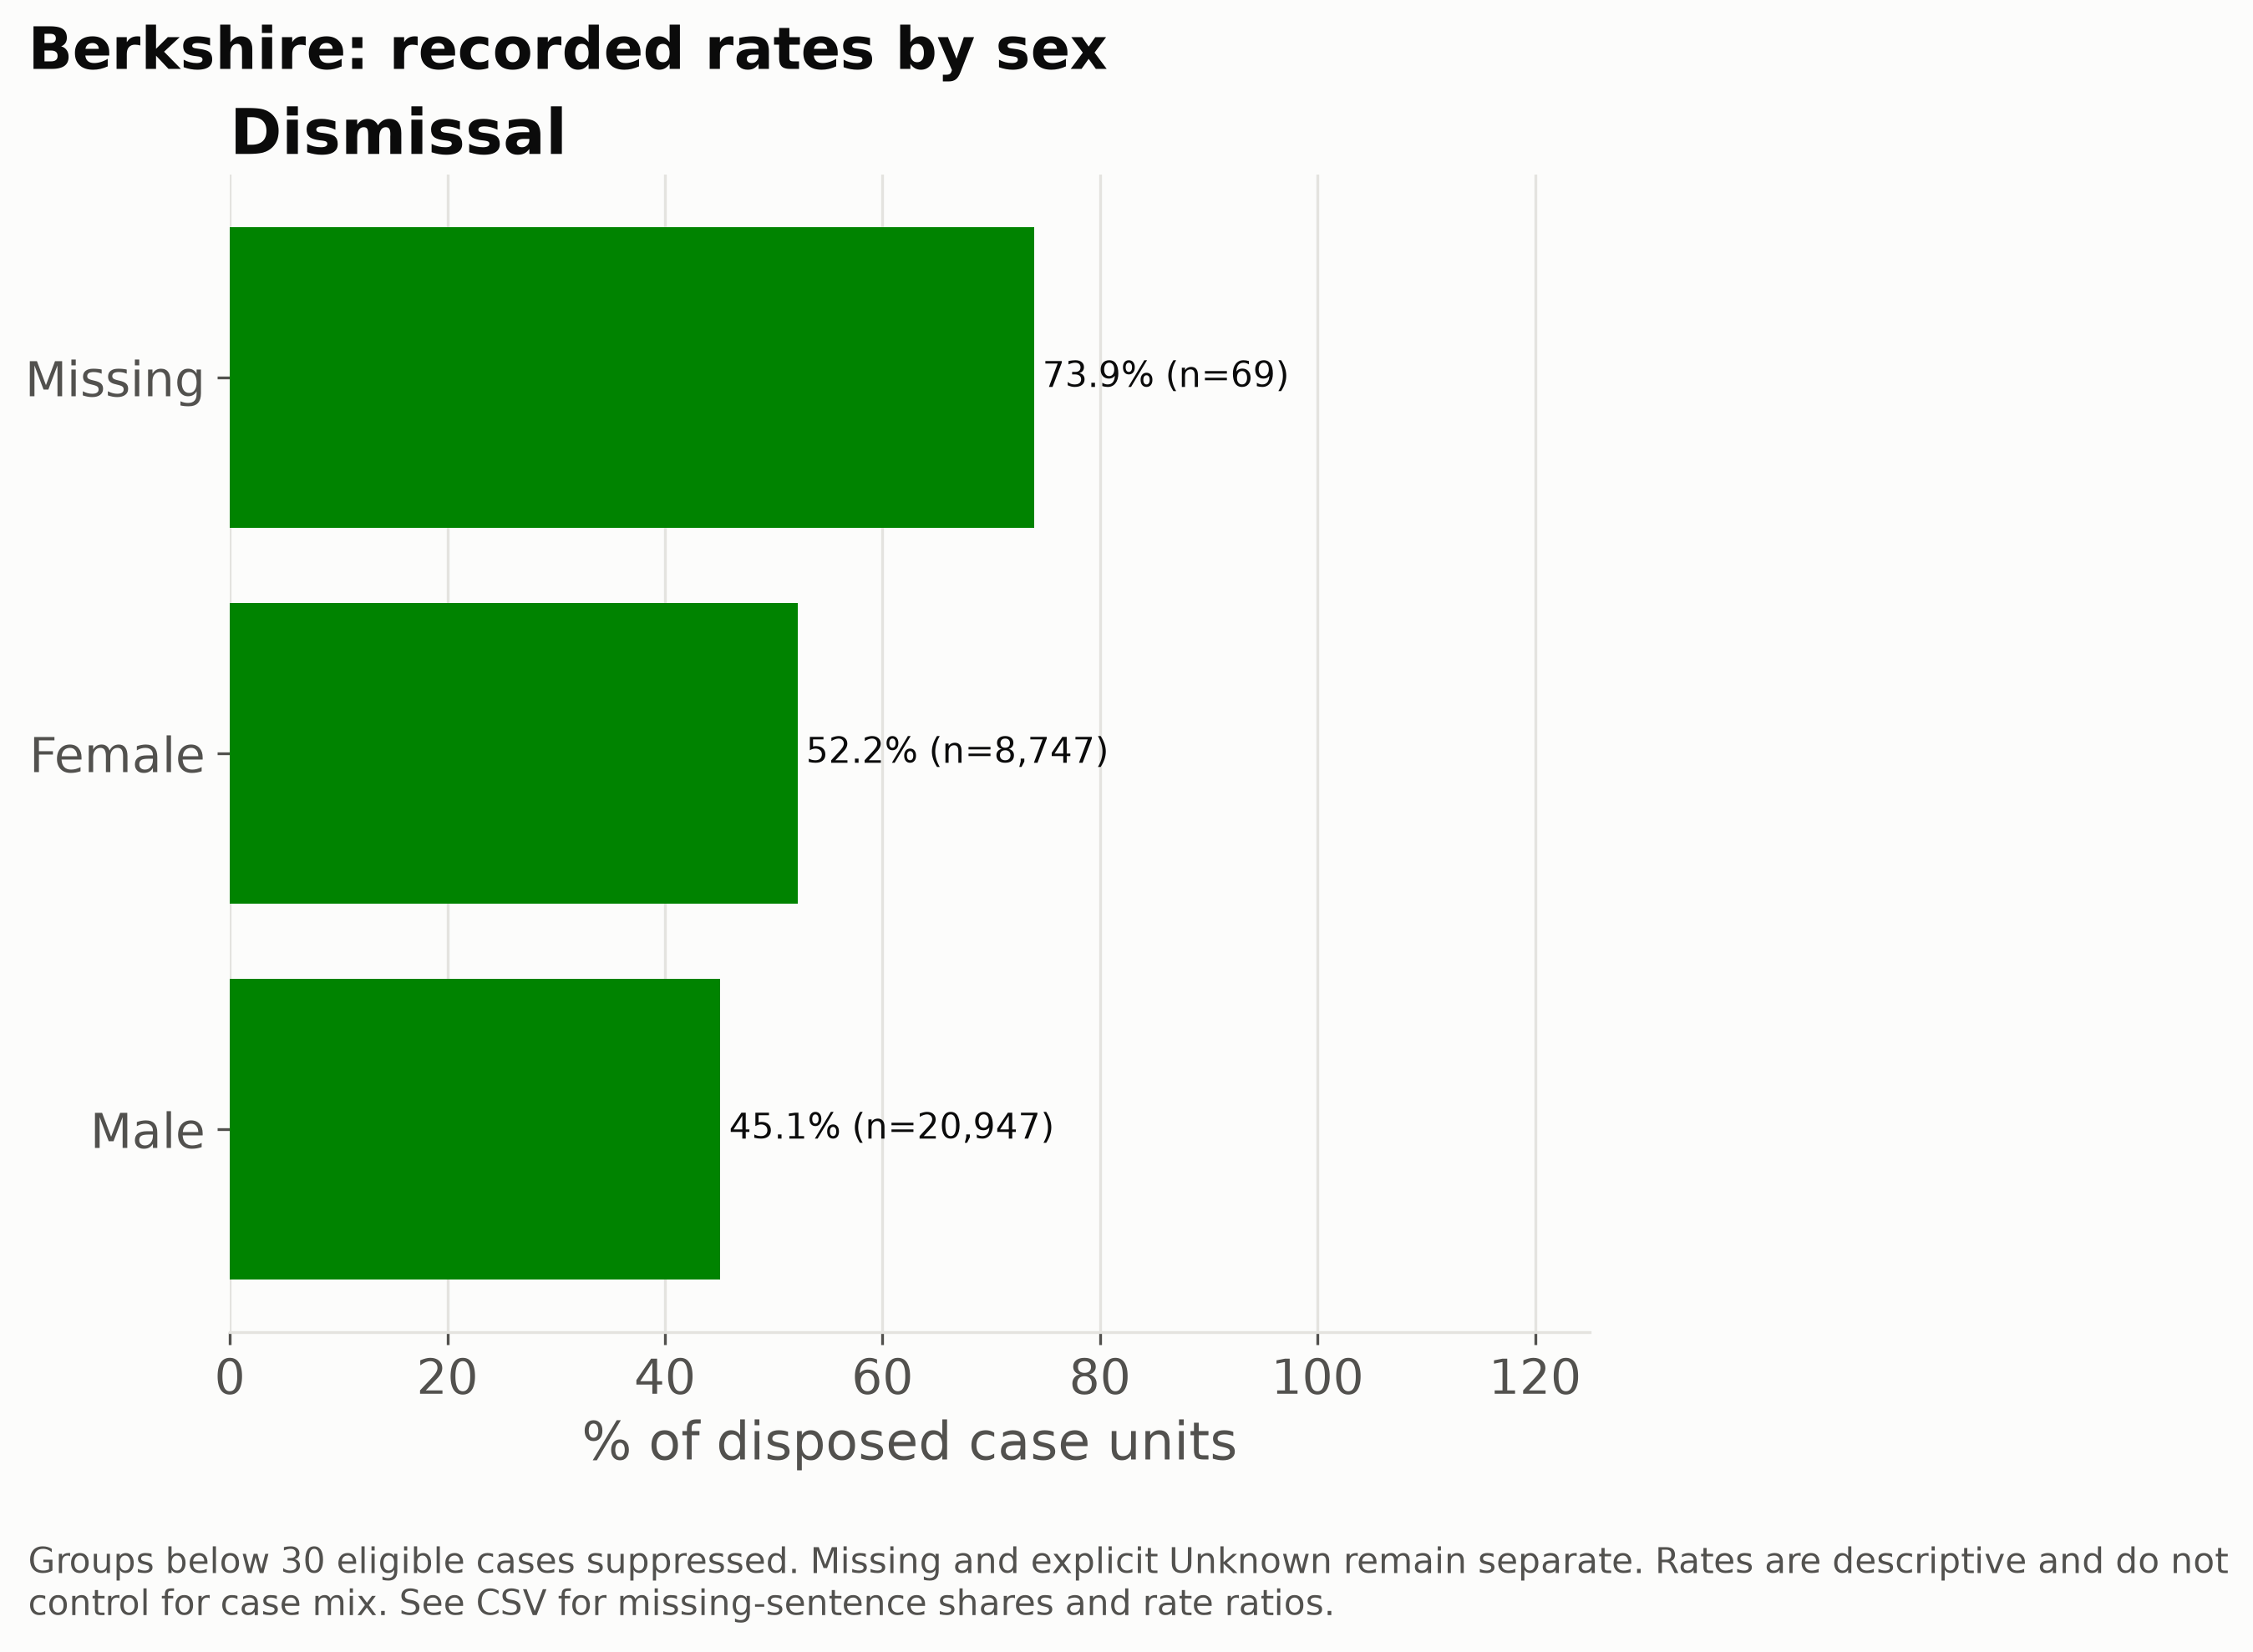 Berkshire: recorded rates by sex
Dismissal
Missing
73.9% (n=69)
Female
52.2% (n=8,747)
Male
45.1% (n=20,947)
0 20 40 60 80 100 120
% of disposed case units
Groups below 30 eligible cases suppressed. Missing and explicit Unknown remain separate. Rates are descriptive and do not
control for case mix. See CSV for missing-sentence shares and rate ratios.